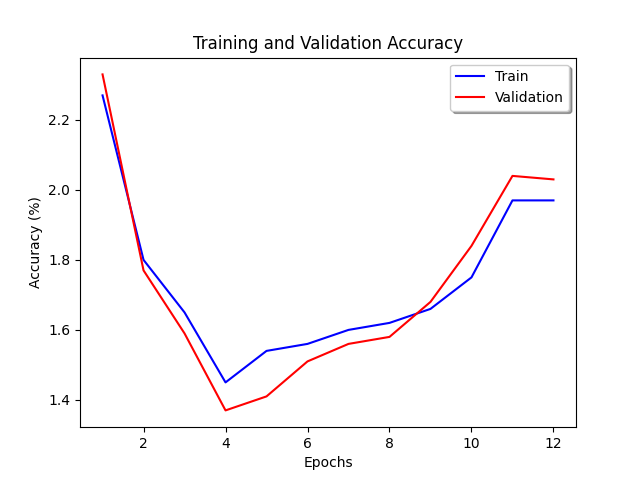 Training and Validation Accuracy
Train
Validation
2.2
2.0
1.8
1.6
1.4
Accuracy (%)
2
4
6
8
10
12
Epochs